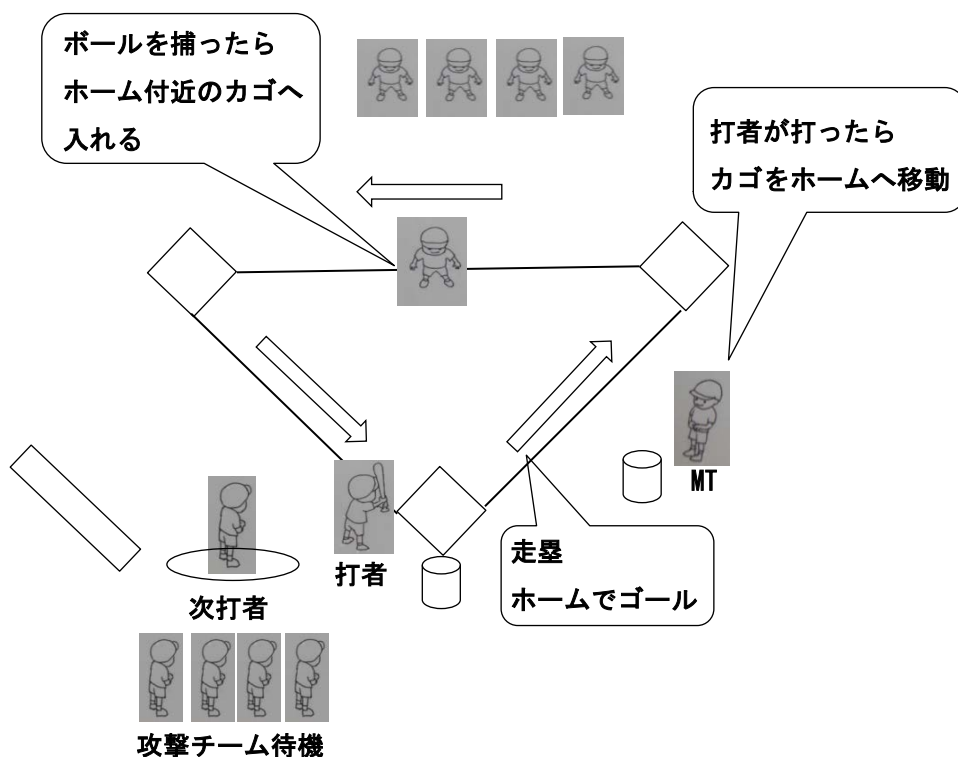 ボールを捕ったら
ホーム付近のカゴへ
入れる
打者が打ったら
カゴをホームへ移動
MT
打者
走塁
ホームでゴール
次打者
攻撃チーム待機